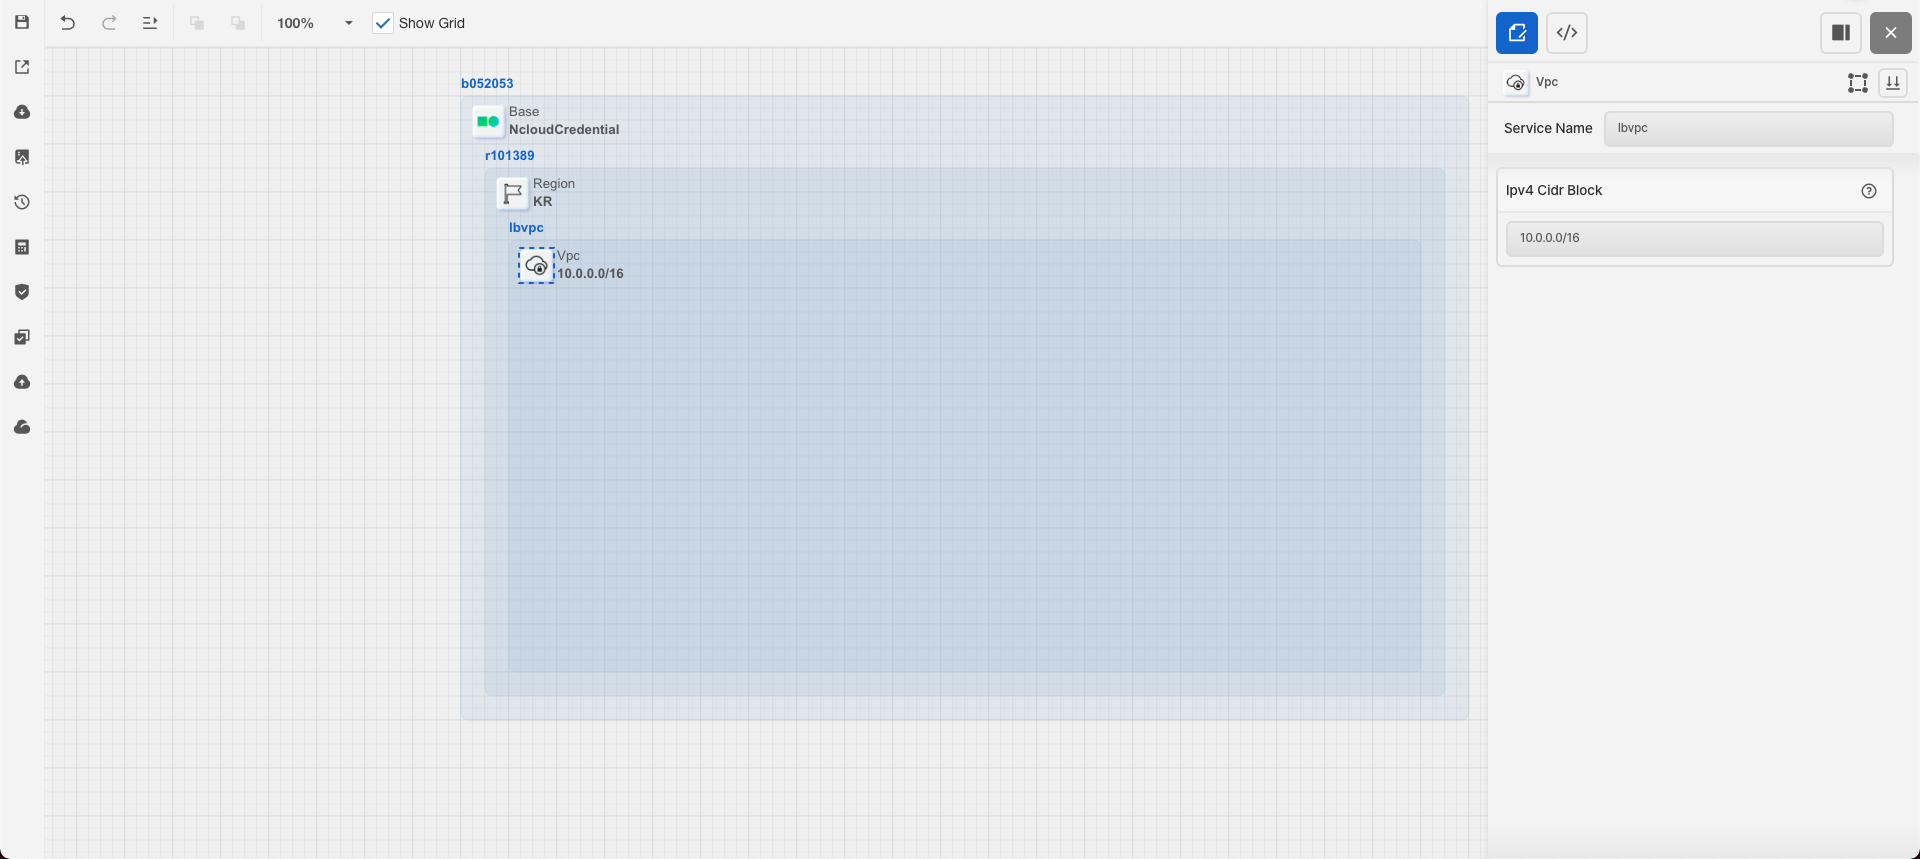 100%
Show Grid
b052053
Base
NcloudCredential
r101389
Region
KR
lbvpc
Vpc
10.0.0.0/16
</>
Vpc
Service Name
lbvpc
Ipv4 Cidr Block
10.0.0.0/16